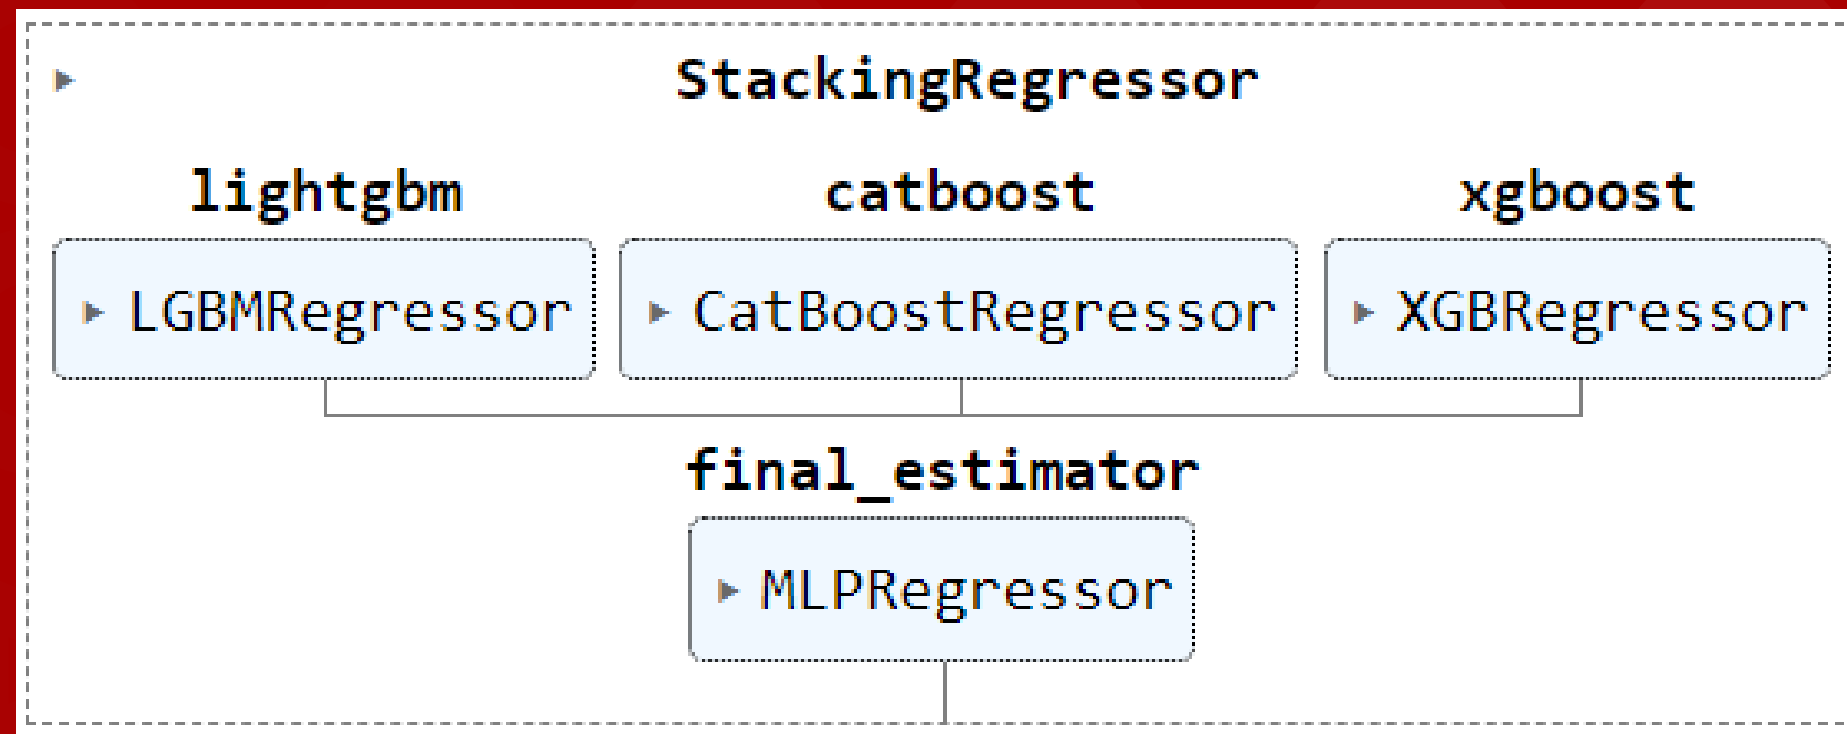 StackingRegressor
lightgbm catboost xgboost
LGBMRegressor CatBoostRegressor XGBRegressor
final_estimator
MLPRegressor